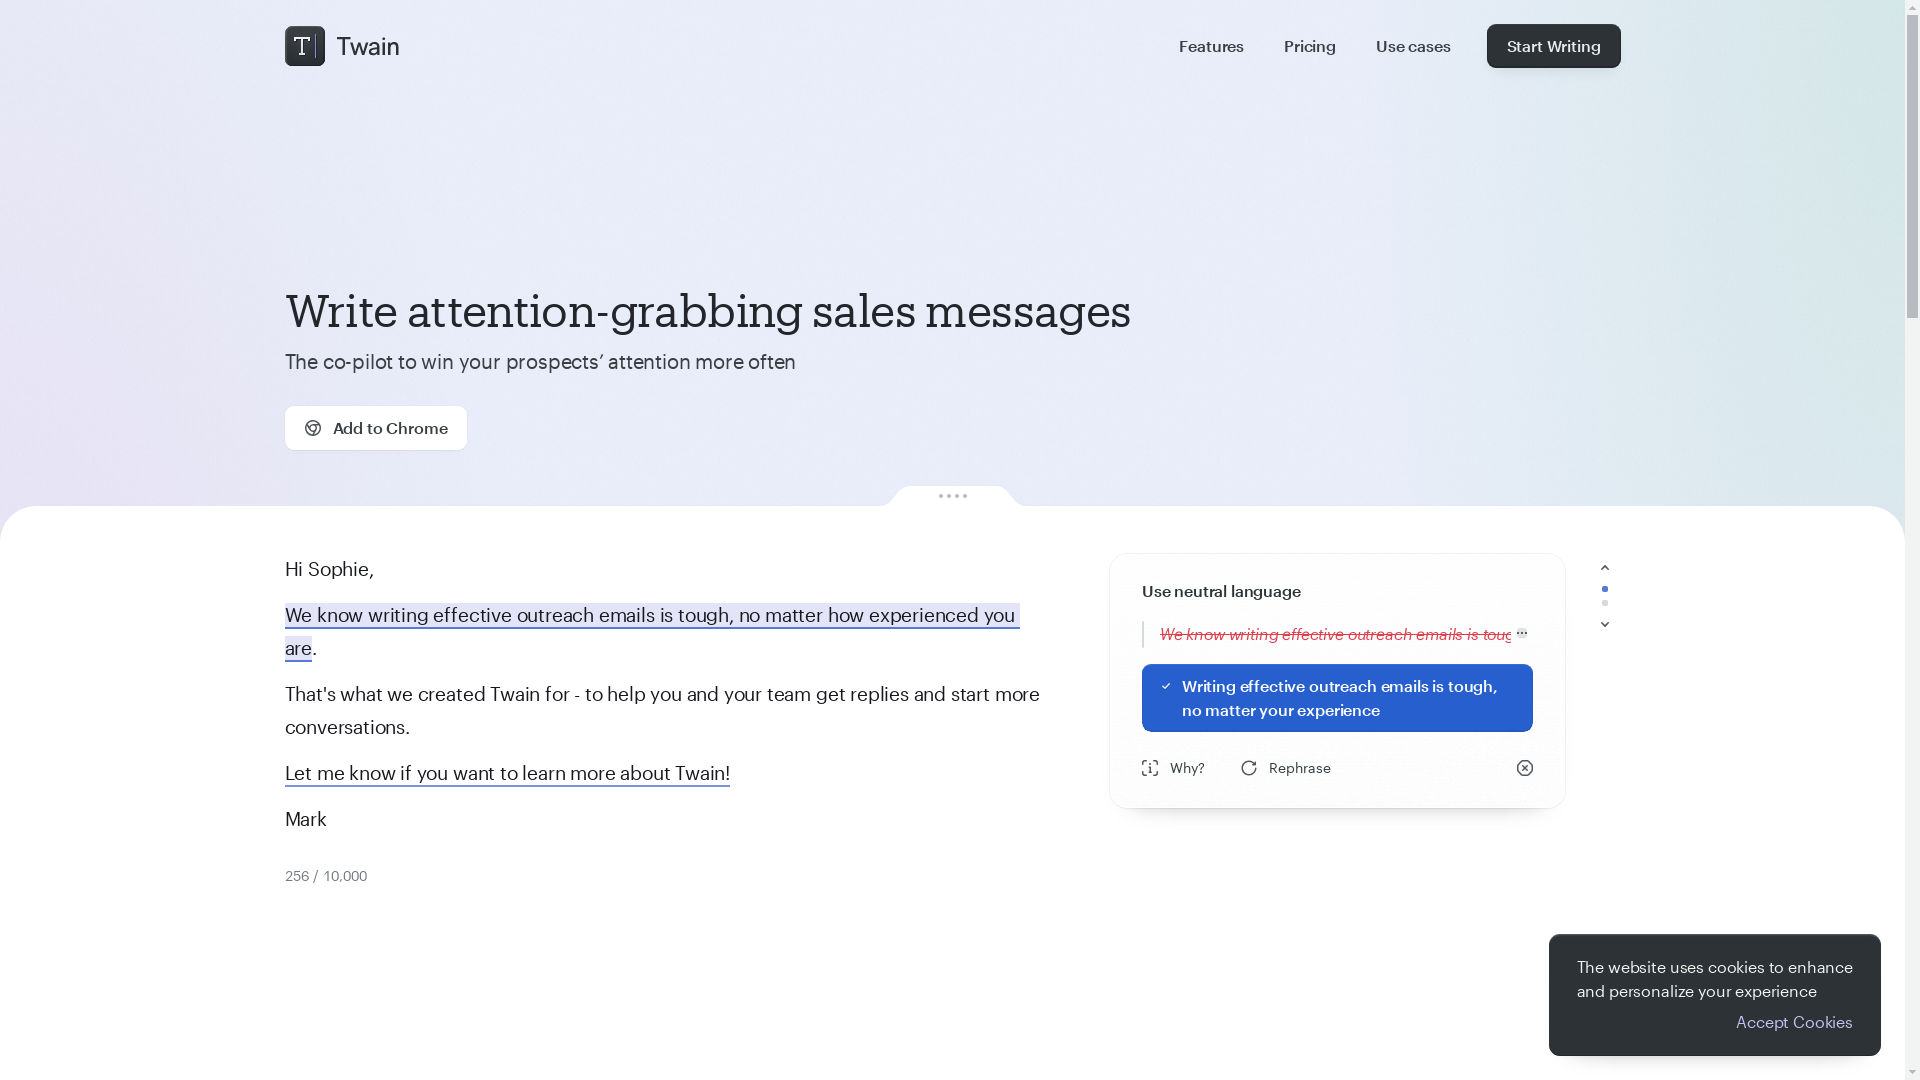 T Twain
Features
Pricing
Use cases
Start Writing
Write attention-grabbing sales messages
The co-pilot to win your prospects’ attention more often
Add to Chrome
Hi Sophie,
We know writing effective outreach emails is tough, no matter how experienced you
are.
That's what we created Twain for - to help you and your team get replies and start more
conversations.
Let me know if you want to learn more about Twain!
Mark
256 / 10,000
Use neutral language
We know writing effective outreach emails is toug ...
Writing effective outreach emails is tough,
no matter your experience
Why?
Rephrase
The website uses cookies to enhance
and personalize your experience
Accept Cookies